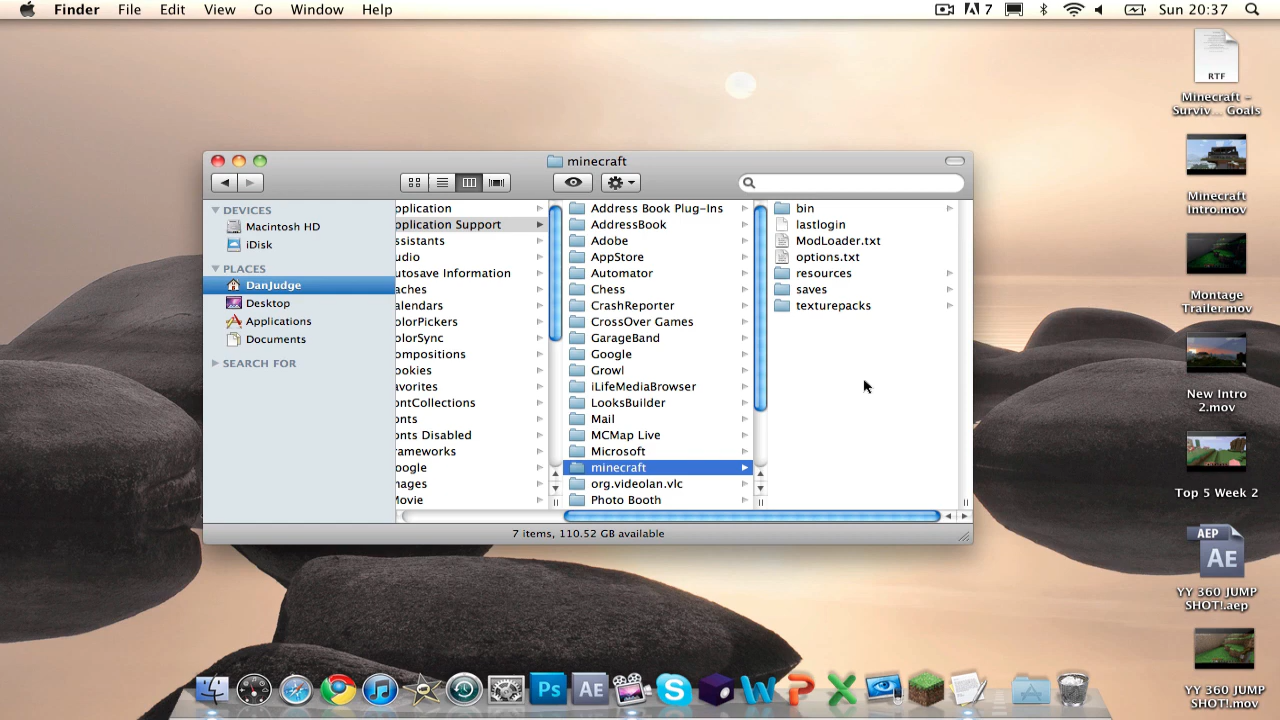 Finder File Edit View Go Window Help
7 Sun 20:37
minecraft
DEVICES
Macintosh HD
iDisk
PLACES
DanJudge
Desktop
Applications
Documents
SEARCH FOR
pplication
pplication Support
ssistants
udio
utosave Information
aches
alendars
olorPickers
olorSync
ompositions
ookies
avorites
ontCollections
onts
onts Disabled
rameworks
oogle
mages
Movie
Address Book Plug-Ins
AddressBook
Adobe
AppStore
Automator
Chess
CrashReporter
CrossOver Games
GarageBand
Google
Growl
iLifeMediaBrowser
LooksBuilder
Mail
MCMap Live
Microsoft
minecraft
org.videolan.vlc
Photo Booth
bin
lastlogin
ModLoader.txt
options.txt
resources
saves
texturepacks
7 items, 110.52 GB available
RTF
Minecraft –
Surviv... Goals
Minecraft
Intro.mov
Montage
Trailer.mov
New Intro
2.mov
Top 5 Week 2
AEP
AE
YY 360 JUMP
SHOT!.aep
YY 360 JUMP
SHOT!.mov
Ps
AE